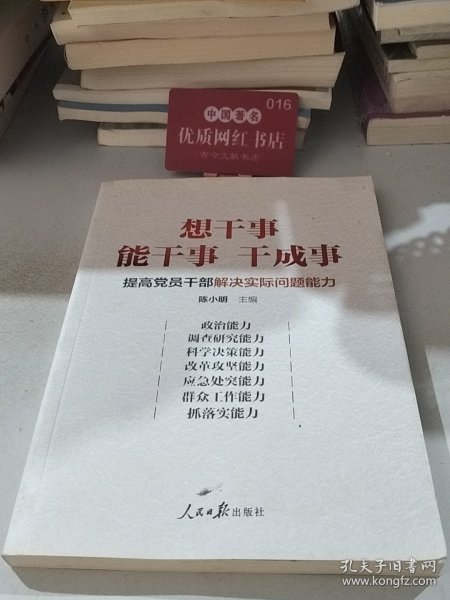 016
中国著名
优质网红书店
想干事
能干事 干成事
提高党员干部解决实际问题能力
陈小明 主编
政治能力
调查研究能力
科学决策能力
改革攻坚能力
应急处突能力
群众工作能力
抓落实能力
人民日报出版社
孔夫子旧书网
www.kongfz.com